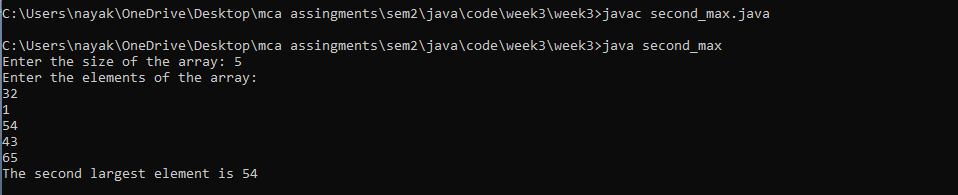 C:\Users\nayak\OneDrive\Desktop\mca assingments\sem2\java\code\week3\week3>javac second_max.java
C:\Users\nayak\OneDrive\Desktop\mca assingments\sem2\java\code\week3\week3>java second_max
Enter the size of the array: 5
Enter the elements of the array:
32
1
54
43
65
The second largest element is 54